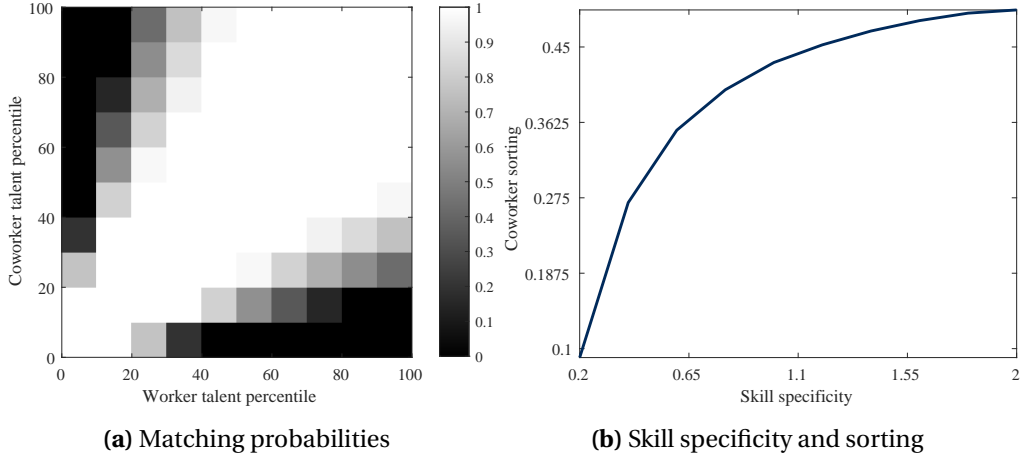 100
80
60
40
20
0
Coworker talent percentile
0 20 40 60 80 100
Worker talent percentile
1
0.9
0.8
0.7
0.6
0.5
0.4
0.3
0.2
0.1
0
(a) Matching probabilities
0.45
0.3625
0.275
0.1875
0.1
Coworker sorting
0.2 0.65 1.1 1.55 2
Skill specificity
(b) Skill specificity and sorting